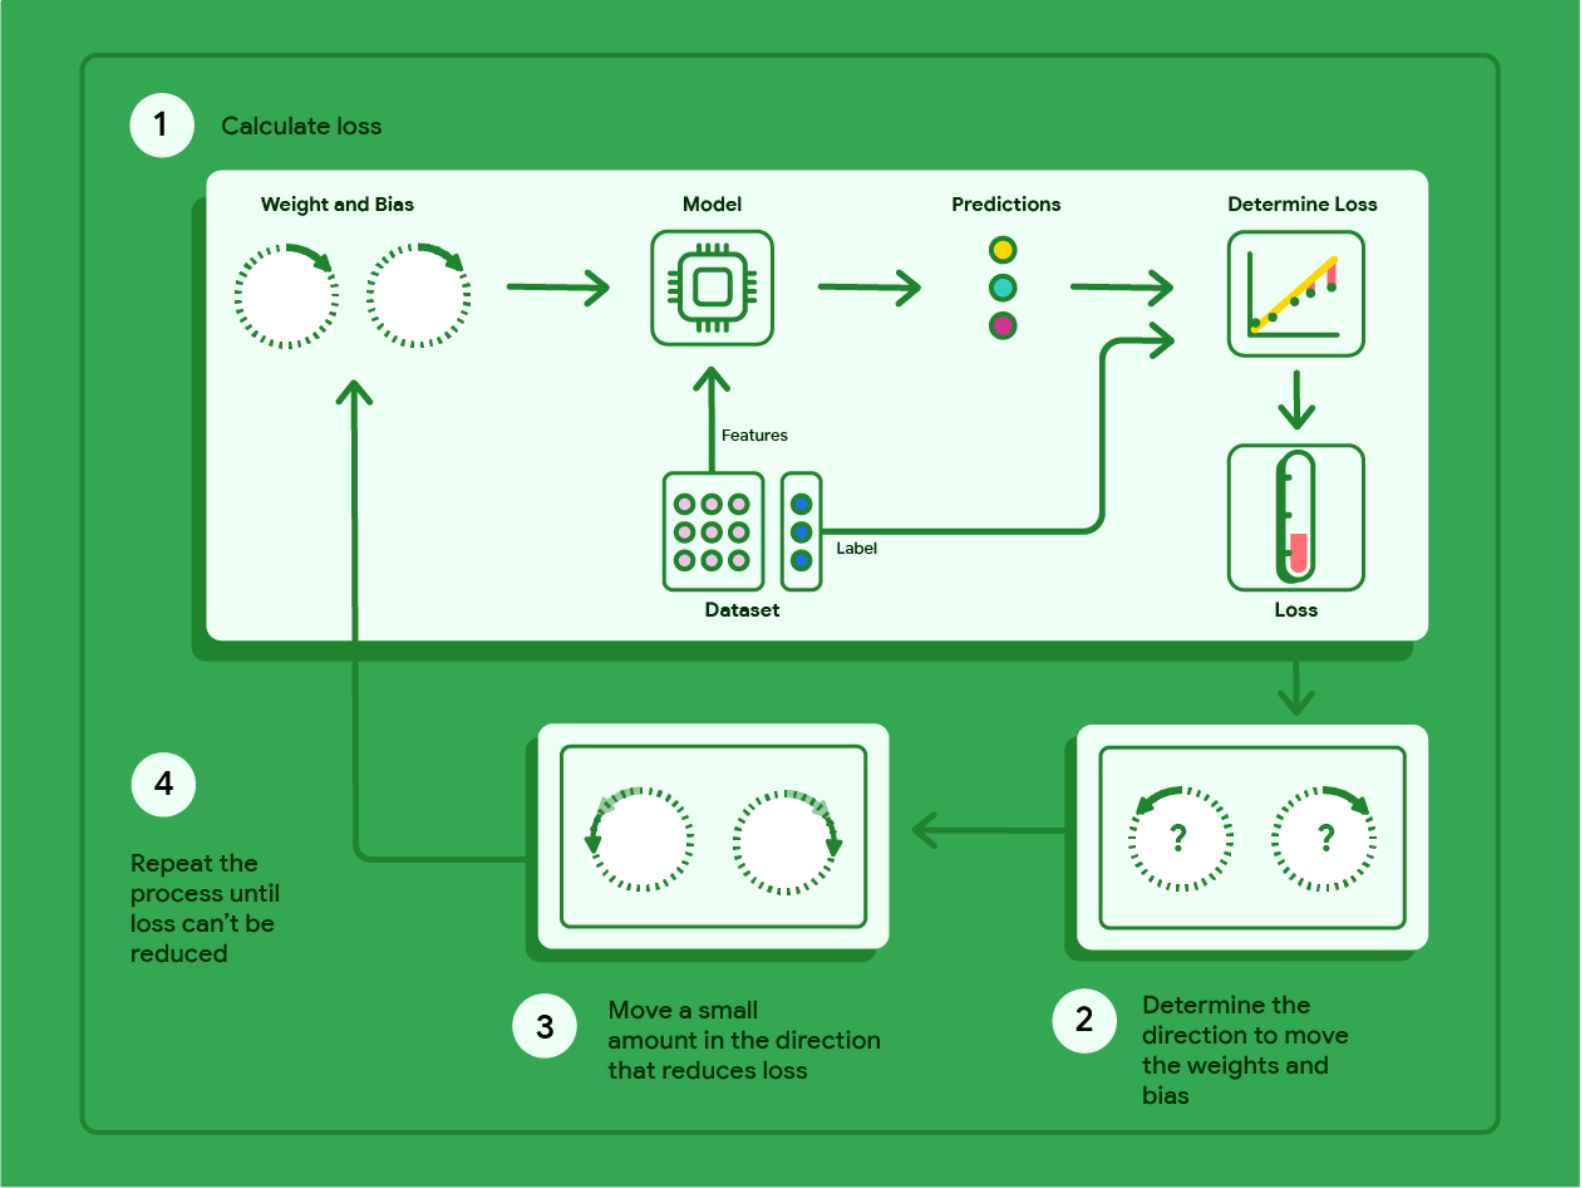 1
Calculate loss
Weight and Bias
Model
Predictions
Determine Loss
Features
Label
Dataset
Loss
4
Repeat the
process until
loss can't be
reduced
3
Move a small
amount in the direction
that reduces loss
?
?
2
Determine the
direction to move
the weights and
bias